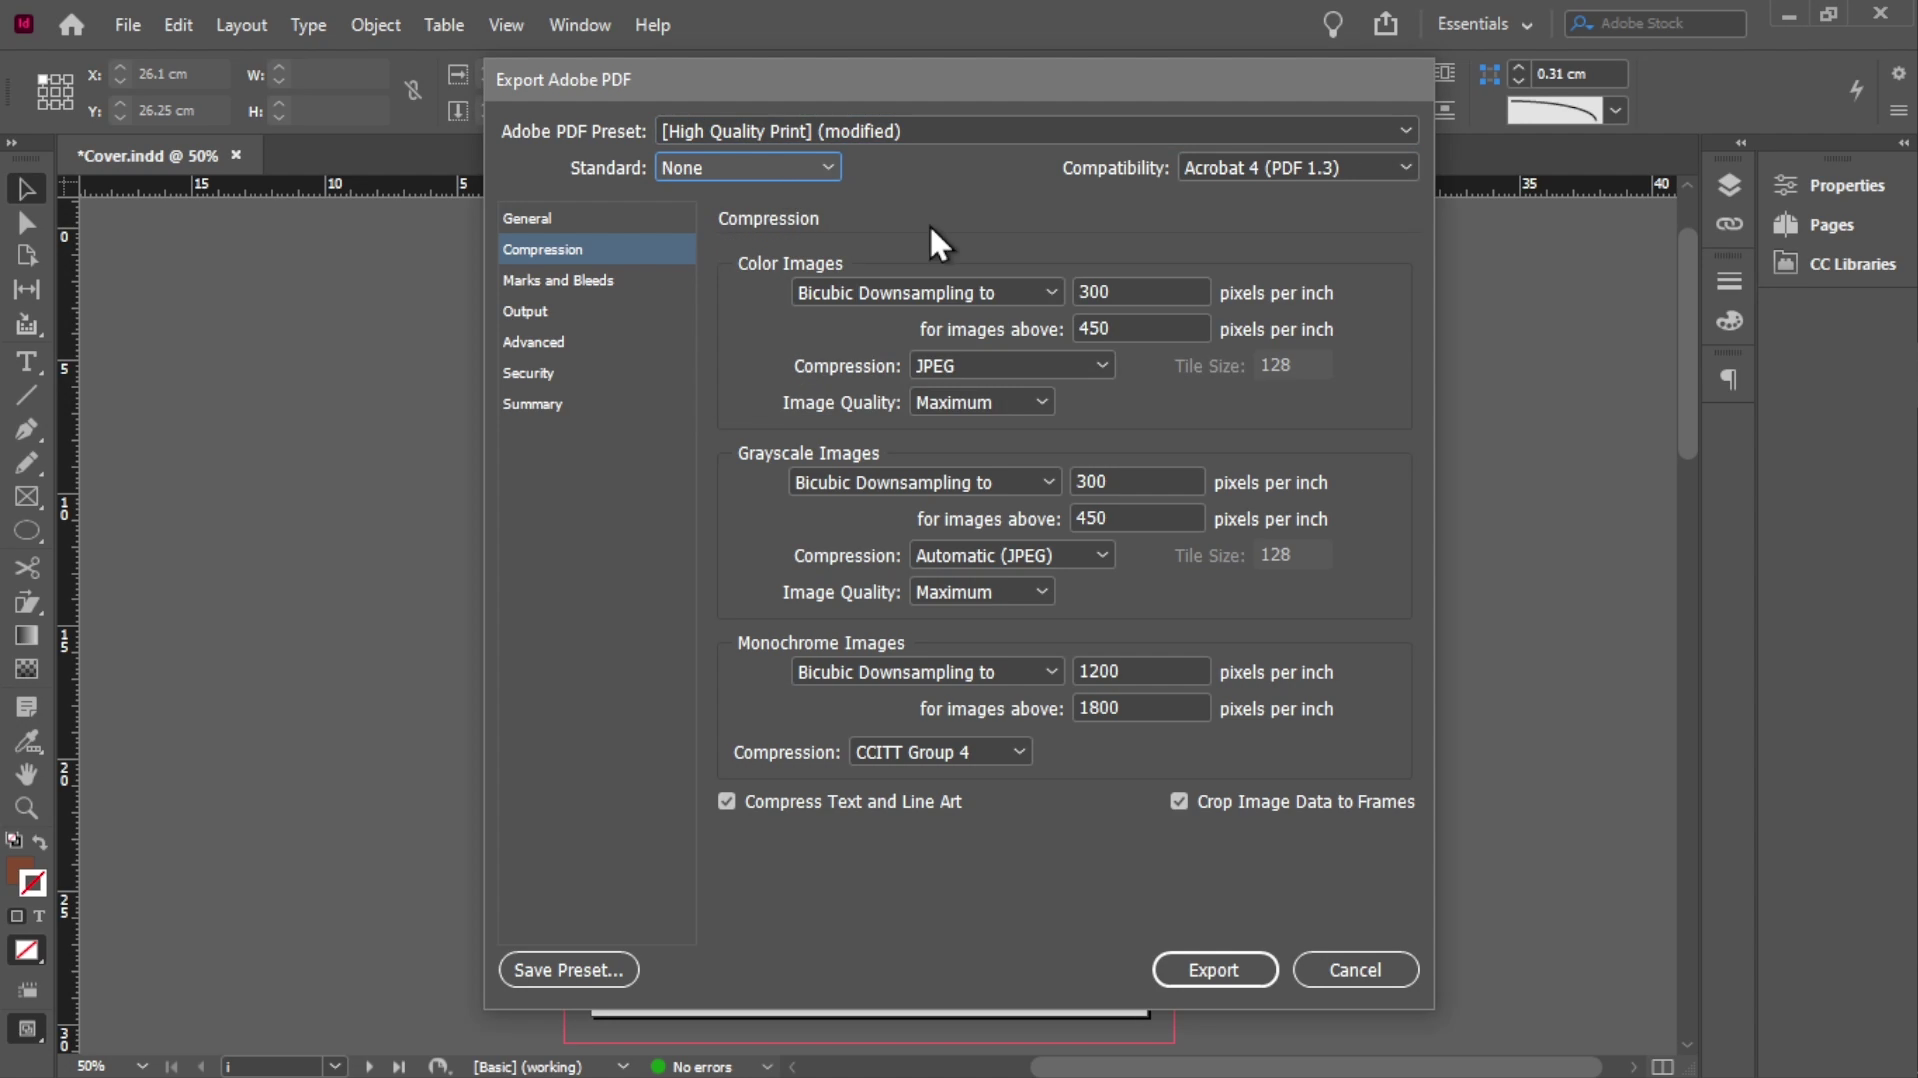 Id File Edit Layout Type Object Table View Window Help Essentials Adobe Stock
X: 26.1 cm W: 0.31 cm
Y: 26.25 cm H:
Export Adobe PDF
Adobe PDF Preset: [High Quality Print] (modified)
Standard: None Compatibility: Acrobat 4 (PDF 1.3)
*Cover.indd @ 50%
15 10 5 35 40
0
5
10
15
20
25
30
General
Compression
Marks and Bleeds
Output
Advanced
Security
Summary
Compression
Color Images
Bicubic Downsampling to 300 pixels per inch
for images above: 450 pixels per inch
Compression: JPEG Tile Size: 128
Image Quality: Maximum
Grayscale Images
Bicubic Downsampling to 300 pixels per inch
for images above: 450 pixels per inch
Compression: Automatic (JPEG) Tile Size: 128
Image Quality: Maximum
Monochrome Images
Bicubic Downsampling to 1200 pixels per inch
for images above: 1800 pixels per inch
Compression: CCITT Group 4
Compress Text and Line Art Crop Image Data to Frames
Save Preset... Export Cancel
Properties
Pages
CC Libraries
T
50% i [Basic] (working) No errors